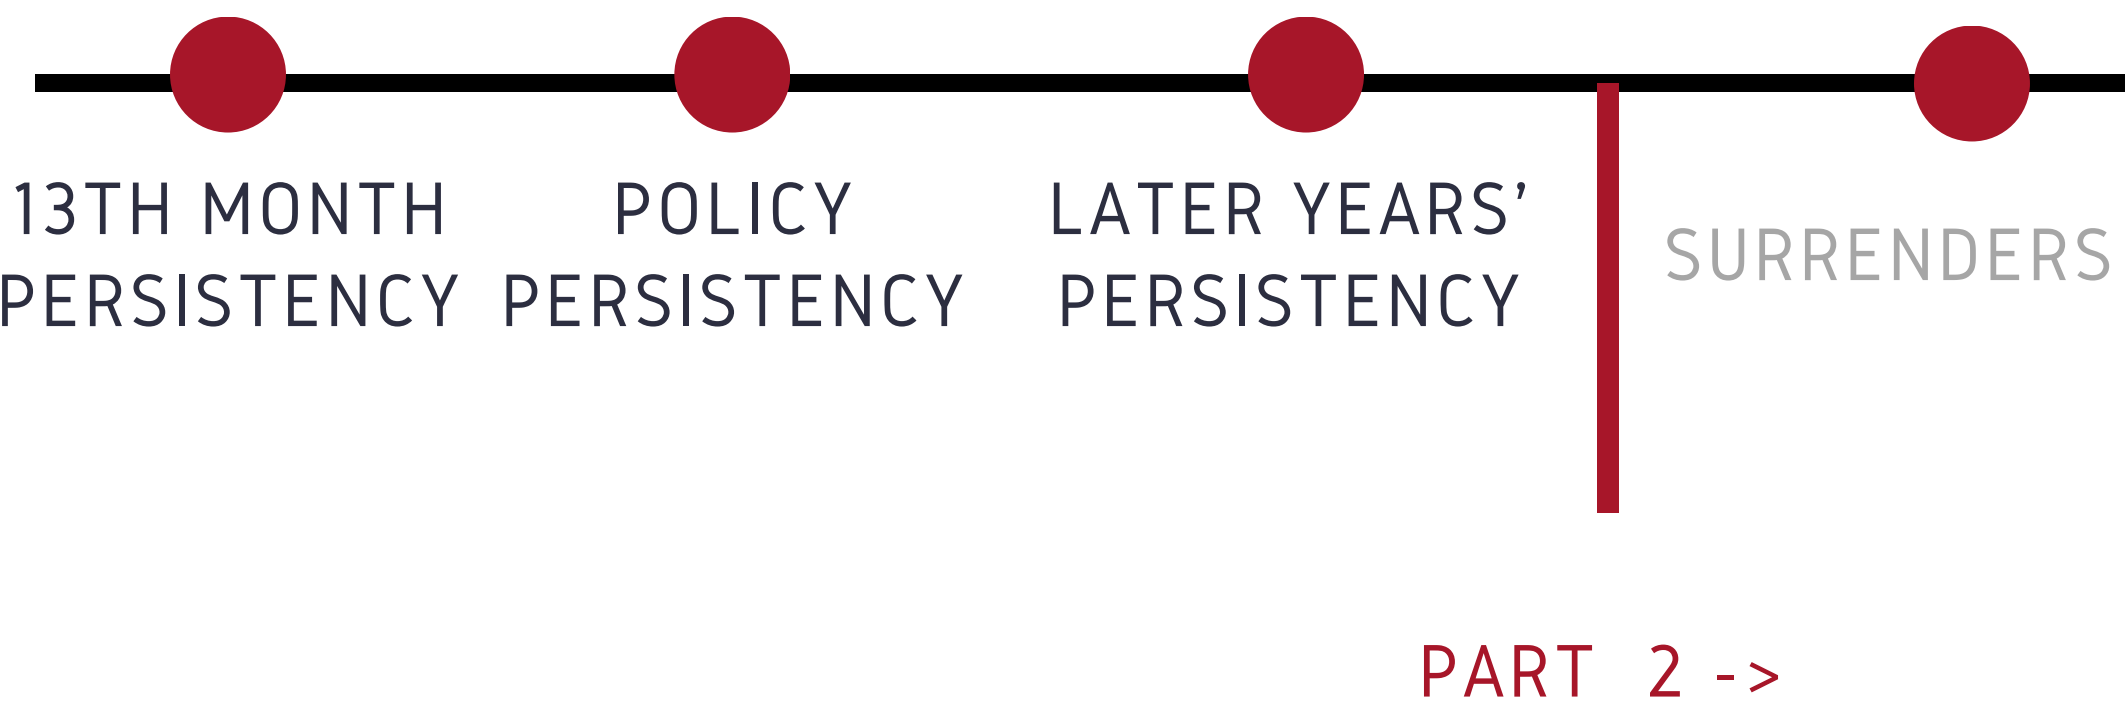 13TH MONTH
PERSISTENCY
POLICY
PERSISTENCY
LATER YEARS’
PERSISTENCY
SURRENDERS
PART 2 ->